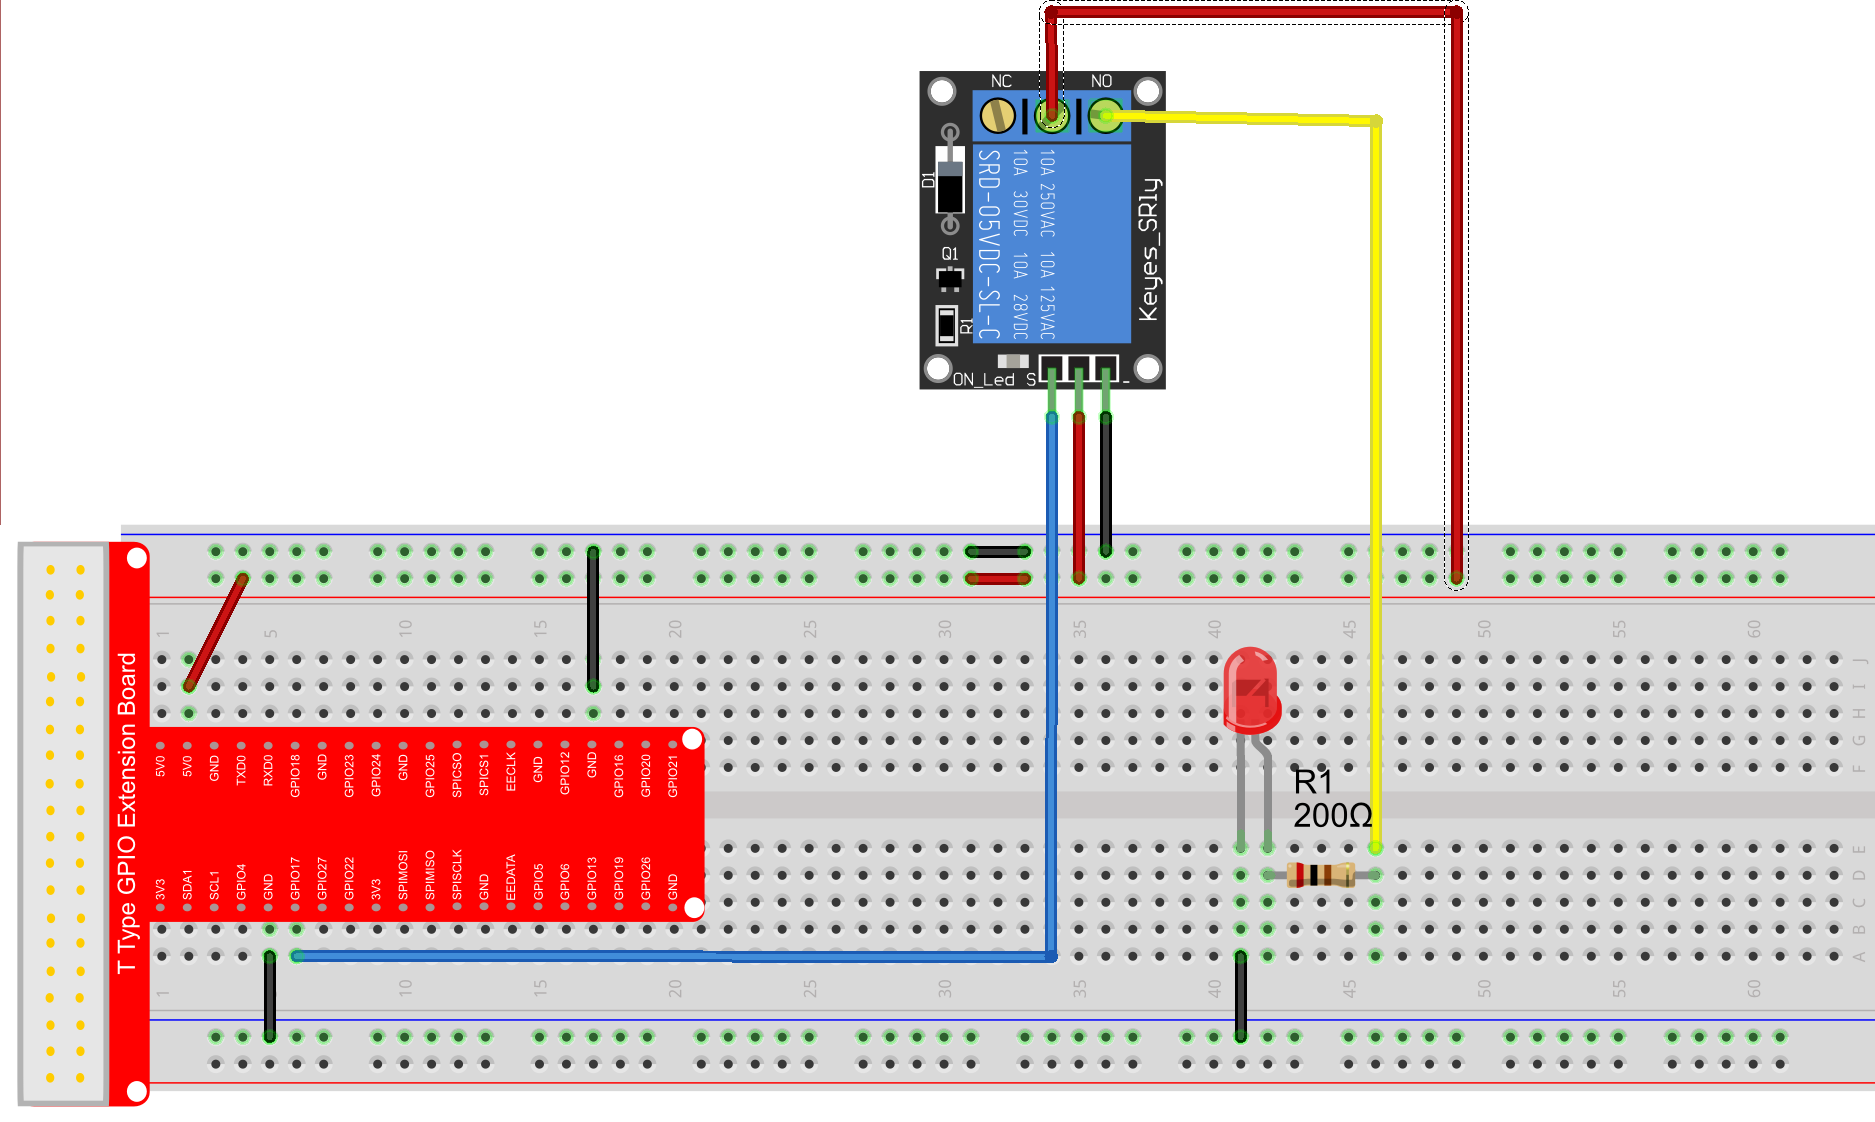 NC NO
D1
Q1
R1
SRD-05VDC-SL-C
10A 30VDC 10A 28VDC
10A 250VAC 10A 125VAC
Keyes_SRly
ON_Led S -
1 5 10 15 20 25 30 35 40 45 50 55 60
J
I
H
G
F
T Type GPIO Extension Board
5V0 5V0 GND TXD0 RXD0 GPIO18 GND GPIO23 GPIO24 GND GPIO25 SPICSO SPICS1 EECLK GND GPIO12 GND GPIO16 GPIO20 GPIO21
R1
200Ω
3V3 SDA1 SCL1 GPIO4 GND GPIO17 GPIO27 GPIO22 3V3 SPIMOSI SPIMISO SPISCLK GND EEDATA GPIO5 GPIO6 GPIO13 GPIO19 GPIO26 GND
E
D
C
B
A
1 10 15 20 25 30 35 40 45 50 55 60